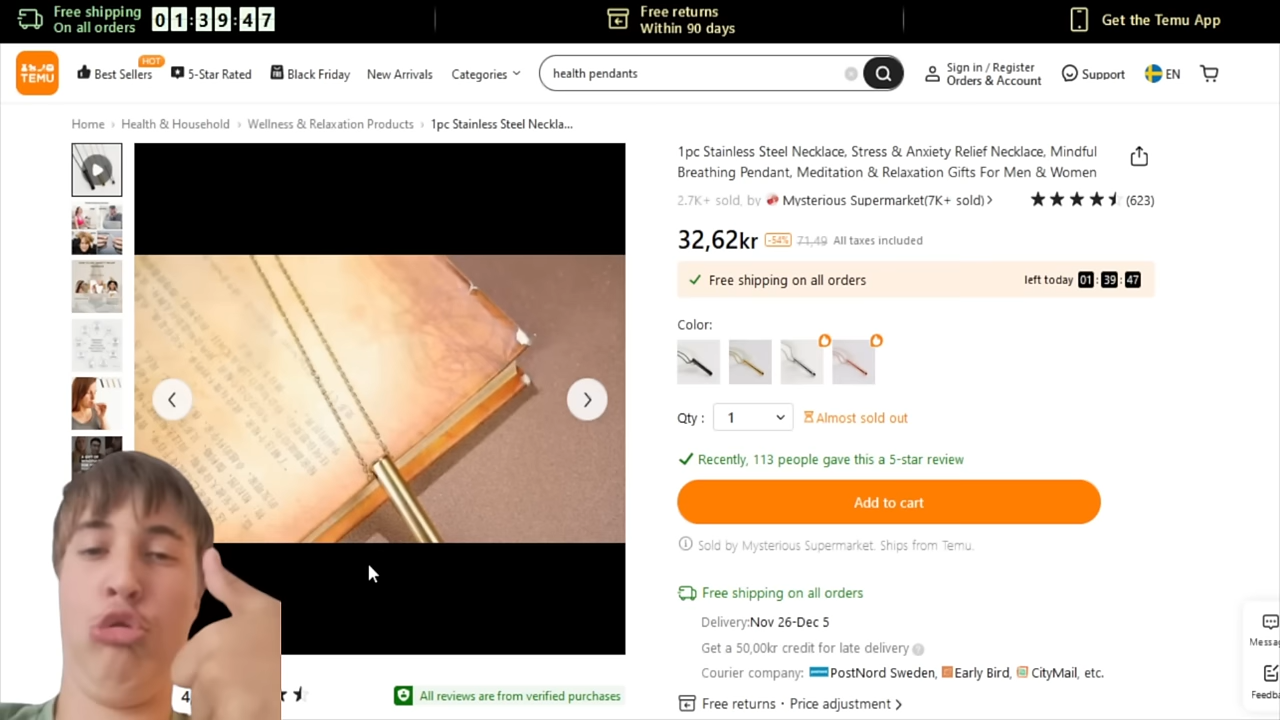 Free shipping
On all orders
01:39:47
Free returns
Within 90 days
Get the Temu App
TEMU
Best Sellers
HOT
5-Star Rated
Black Friday
New Arrivals
Categories
health pendants
Sign in / Register
Orders & Account
Support
EN
Home › Health & Household › Wellness & Relaxation Products › 1pc Stainless Steel Neckla...
1pc Stainless Steel Necklace, Stress & Anxiety Relief Necklace, Mindful
Breathing Pendant, Meditation & Relaxation Gifts For Men & Women
2.7K+ sold, by Mysterious Supermarket(7K+ sold) ›
(623)
32,62kr -54% 71,49 All taxes included
Free shipping on all orders
left today 01:39:47
Color:
Qty : 1
Almost sold out
Recently, 113 people gave this a 5-star review
Add to cart
Sold by Mysterious Supermarket. Ships from Temu.
Free shipping on all orders
Delivery:Nov 26-Dec 5
Get a 50,00kr credit for late delivery
Courier company: PostNord Sweden, Early Bird, CityMail, etc.
Free returns · Price adjustment ›
All reviews are from verified purchases